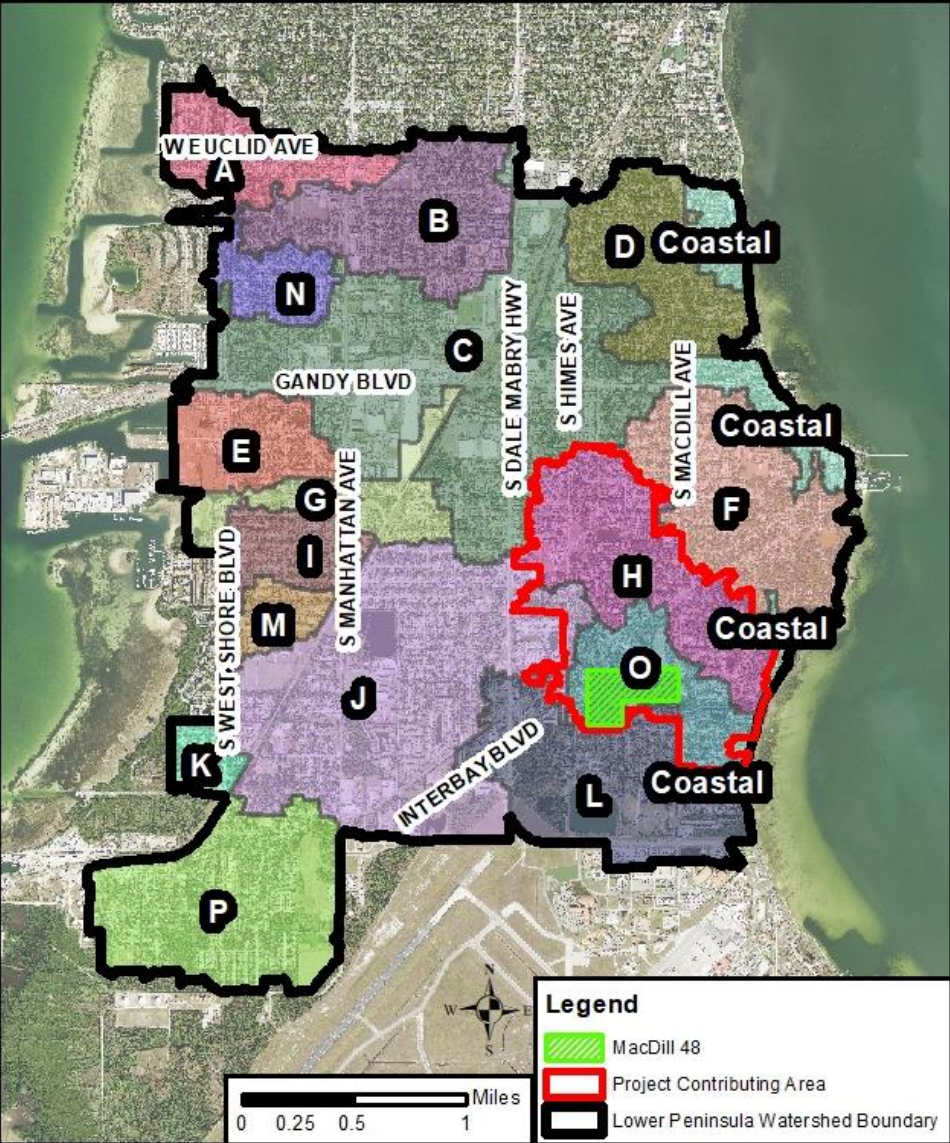 W EUCLID AVE
A
B
D
Coastal
N
C
S DALE MABRY HWY
S HIMES AVE
S MACDILL AVE
GANDY BLVD
Coastal
E
G
S MANHATTAN AVE
F
I
H
S WEST SHORE BLVD
M
Coastal
O
J
K
INTERBAY BLVD
Coastal
L
P
N
W
E
S
Legend
MacDill 48
Project Contributing Area
Lower Peninsula Watershed Boundary
Miles
0 0.25 0.5 1